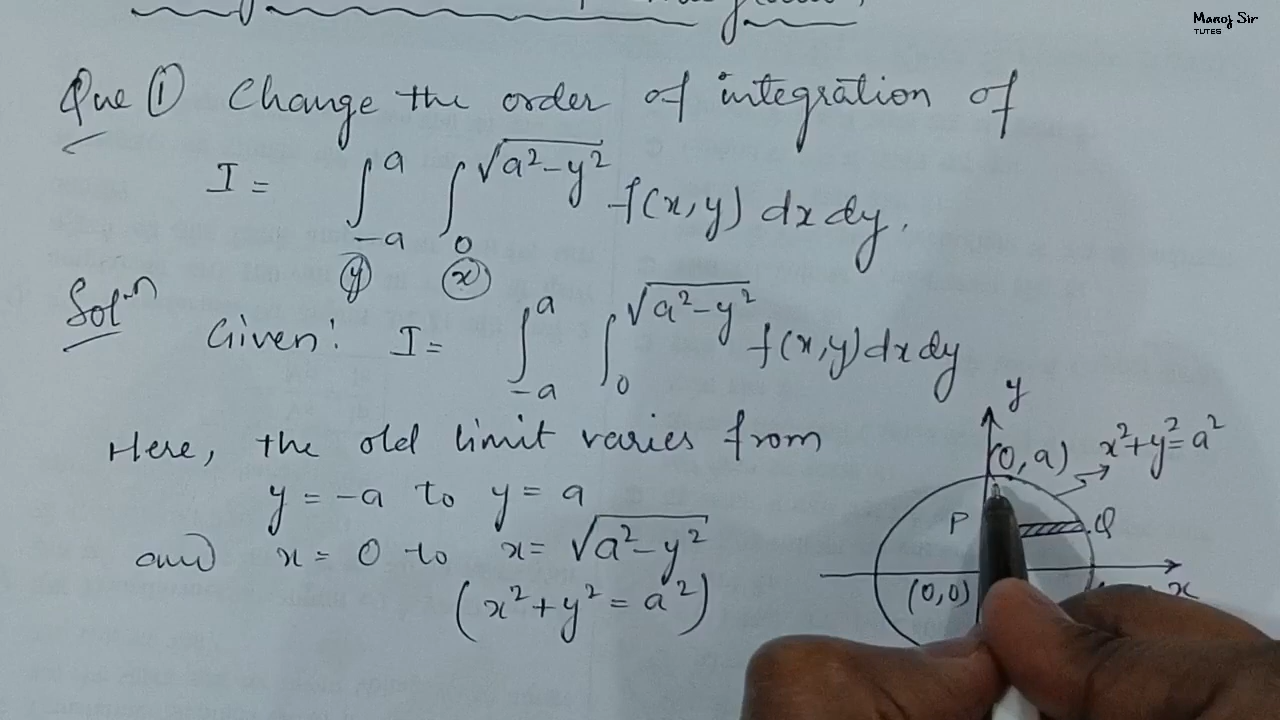 Manoj Sir
TUTES
Que ① Change the order of integration of
I = ∫_{-a}^{a} ∫_{0}^{√(a²-y²)} f(x,y) dx dy.
y x
Solⁿ
Given: I = ∫_{-a}^{a} ∫_{0}^{√(a²-y²)} f(x,y) dx dy
Here, the old limit varies from
y = -a to y = a
and x = 0 to x = √(a²-y²)
(x² + y² = a²)
y
(0, a)
x² + y² = a²
P
Q
(0,0)
x